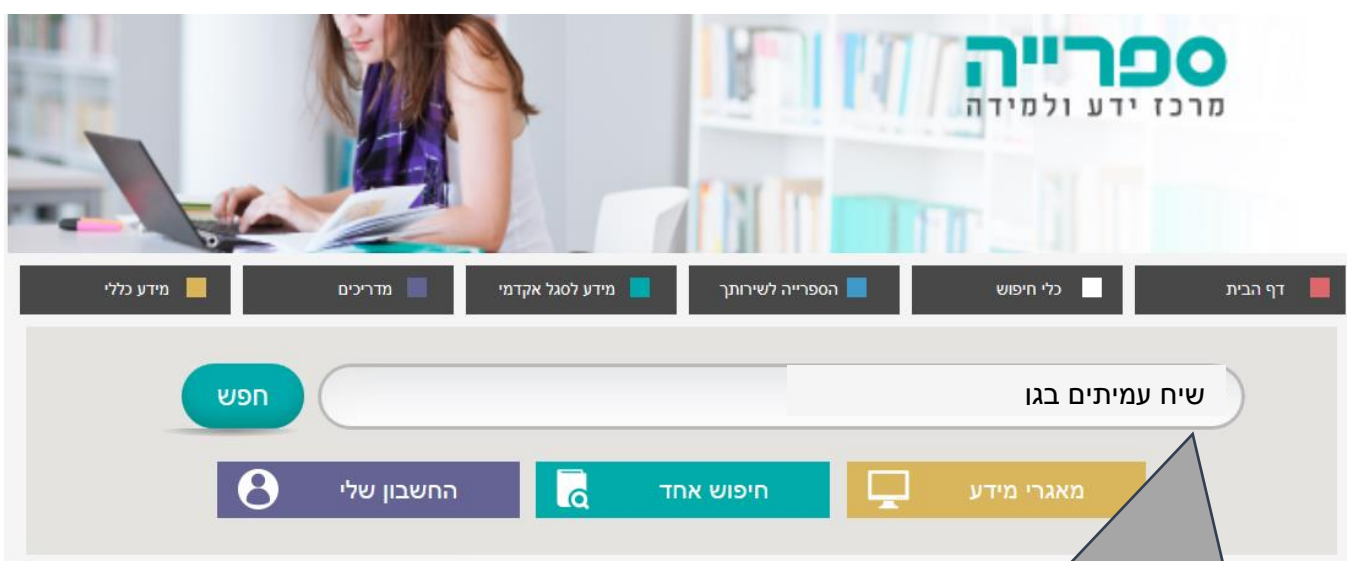 ספרייה
מרכז ידע ולמידה
דף הבית
כלי חיפוש
הספרייה לשירותך
מידע לסגל אקדמי
מדריכים
מידע כללי
שיח עמיתים בגו
חפש
מאגרי מידע
חיפוש אחד
החשבון שלי